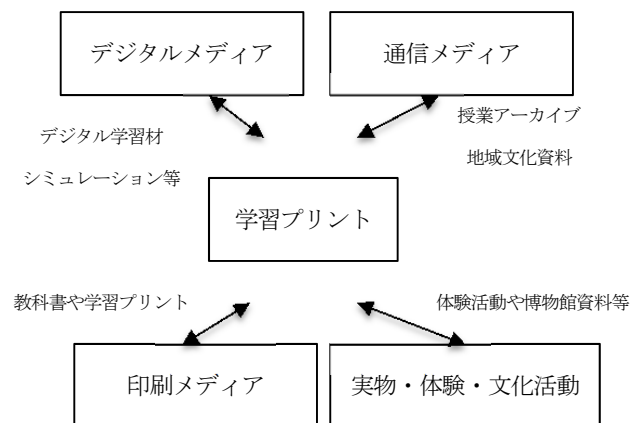 デジタルメディア
通信メディア
デジタル学習材
シミュレーション等
授業アーカイブ
地域文化資料
学習プリント
教科書や学習プリント
体験活動や博物館資料等
印刷メディア
実物・体験・文化活動